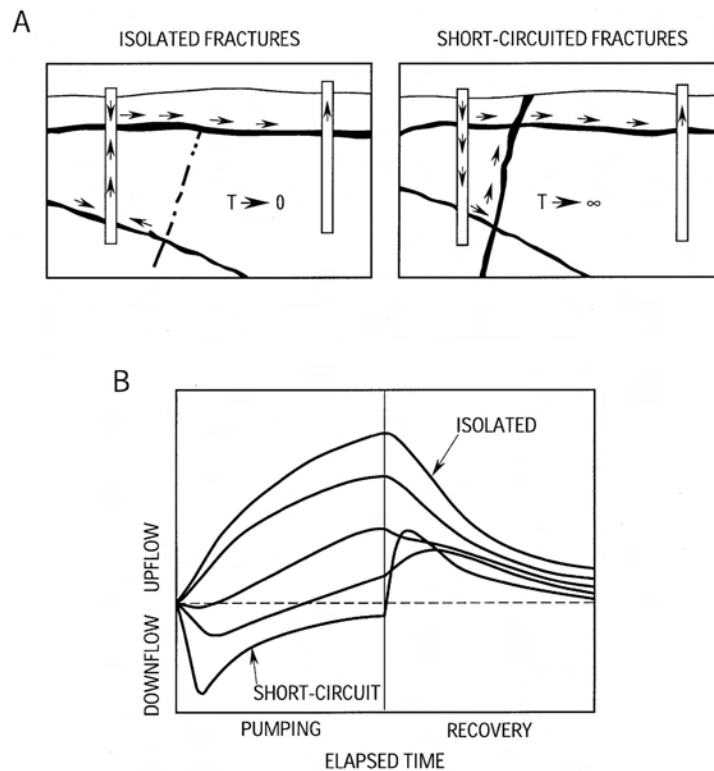 A
ISOLATED FRACTURES
SHORT-CIRCUITED FRACTURES
T → 0
T → ∞
B
UPFLOW
DOWNFLOW
ISOLATED
SHORT-CIRCUIT
PUMPING
RECOVERY
ELAPSED TIME